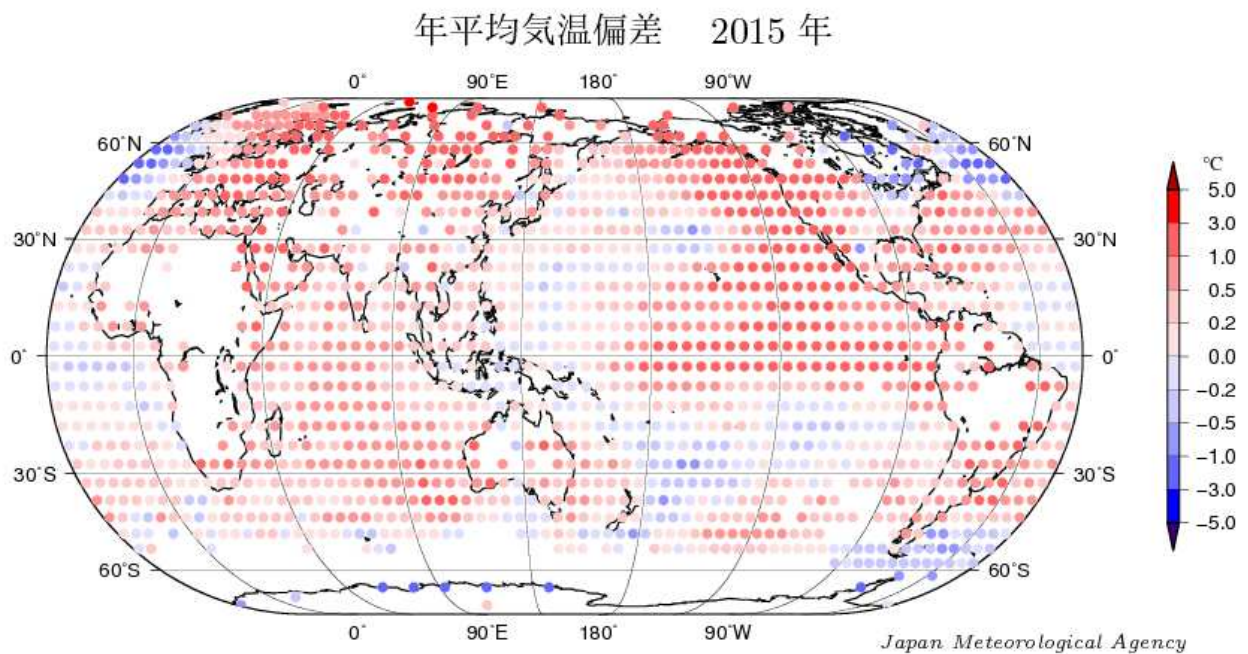 年平均気温偏差 2015 年
0° 90°E 180° 90°W
60°N 60°N
30°N 30°N
0° 0°
30°S 30°S
60°S 60°S
0° 90°E 180° 90°W
℃
5.0
3.0
1.0
0.5
0.2
0.0
−0.2
−0.5
−1.0
−3.0
−5.0
Japan Meteorological Agency